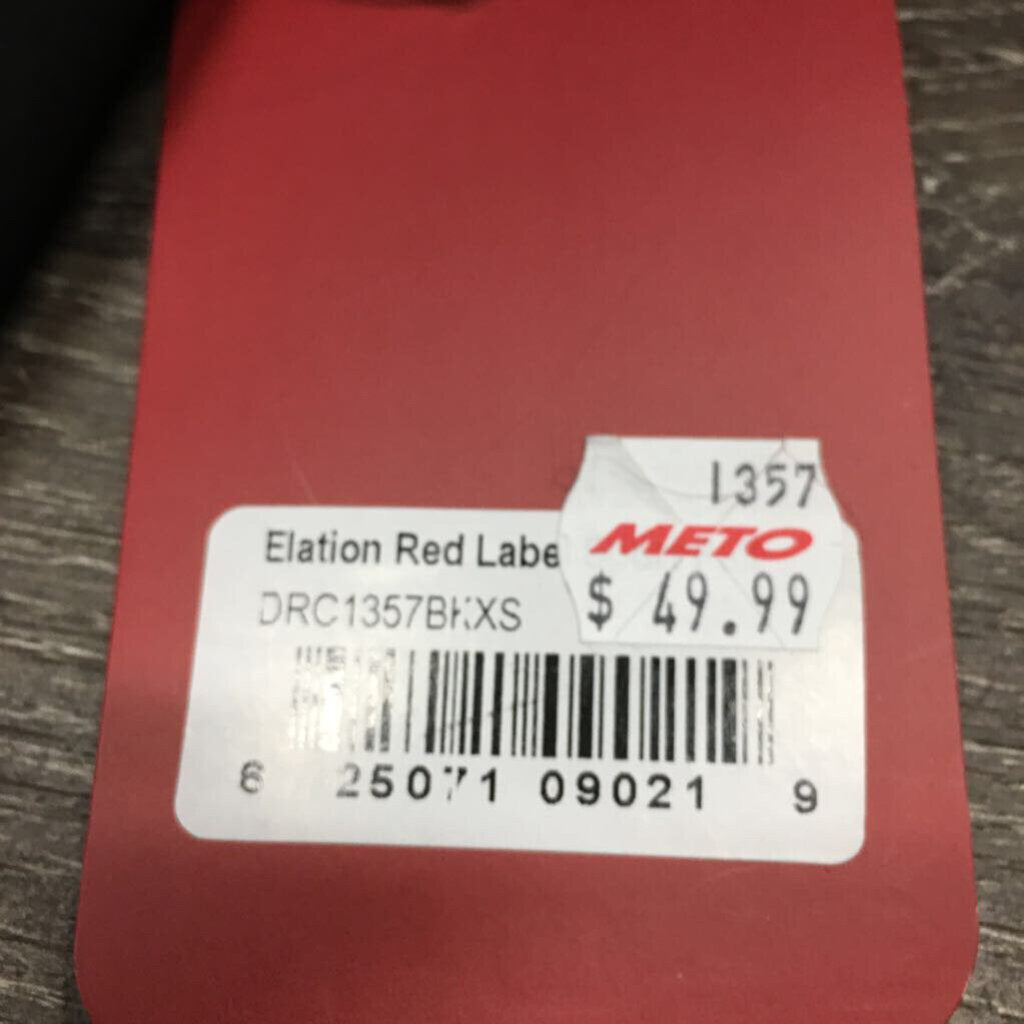 1357
METO
$ 49.99
Elation Red Labe
DRC1357BKXS
6 25071 09021 9